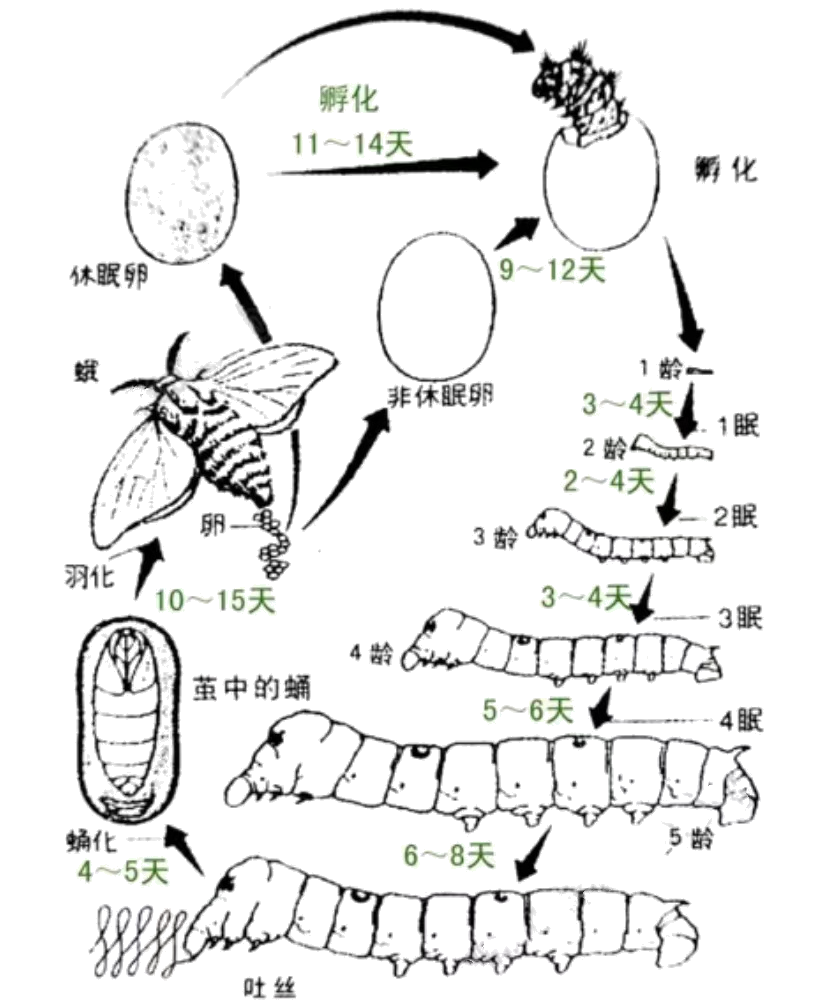 孵化
11～14天
孵化
休眠卵
9～12天
非休眠卵
蛾
1龄
3～4天
1眠
2龄
2～4天
2眠
3龄
卵
羽化
10～15天
3～4天
3眠
4龄
茧中的蛹
5～6天
4眠
5龄
蛹化
4～5天
6～8天
吐丝